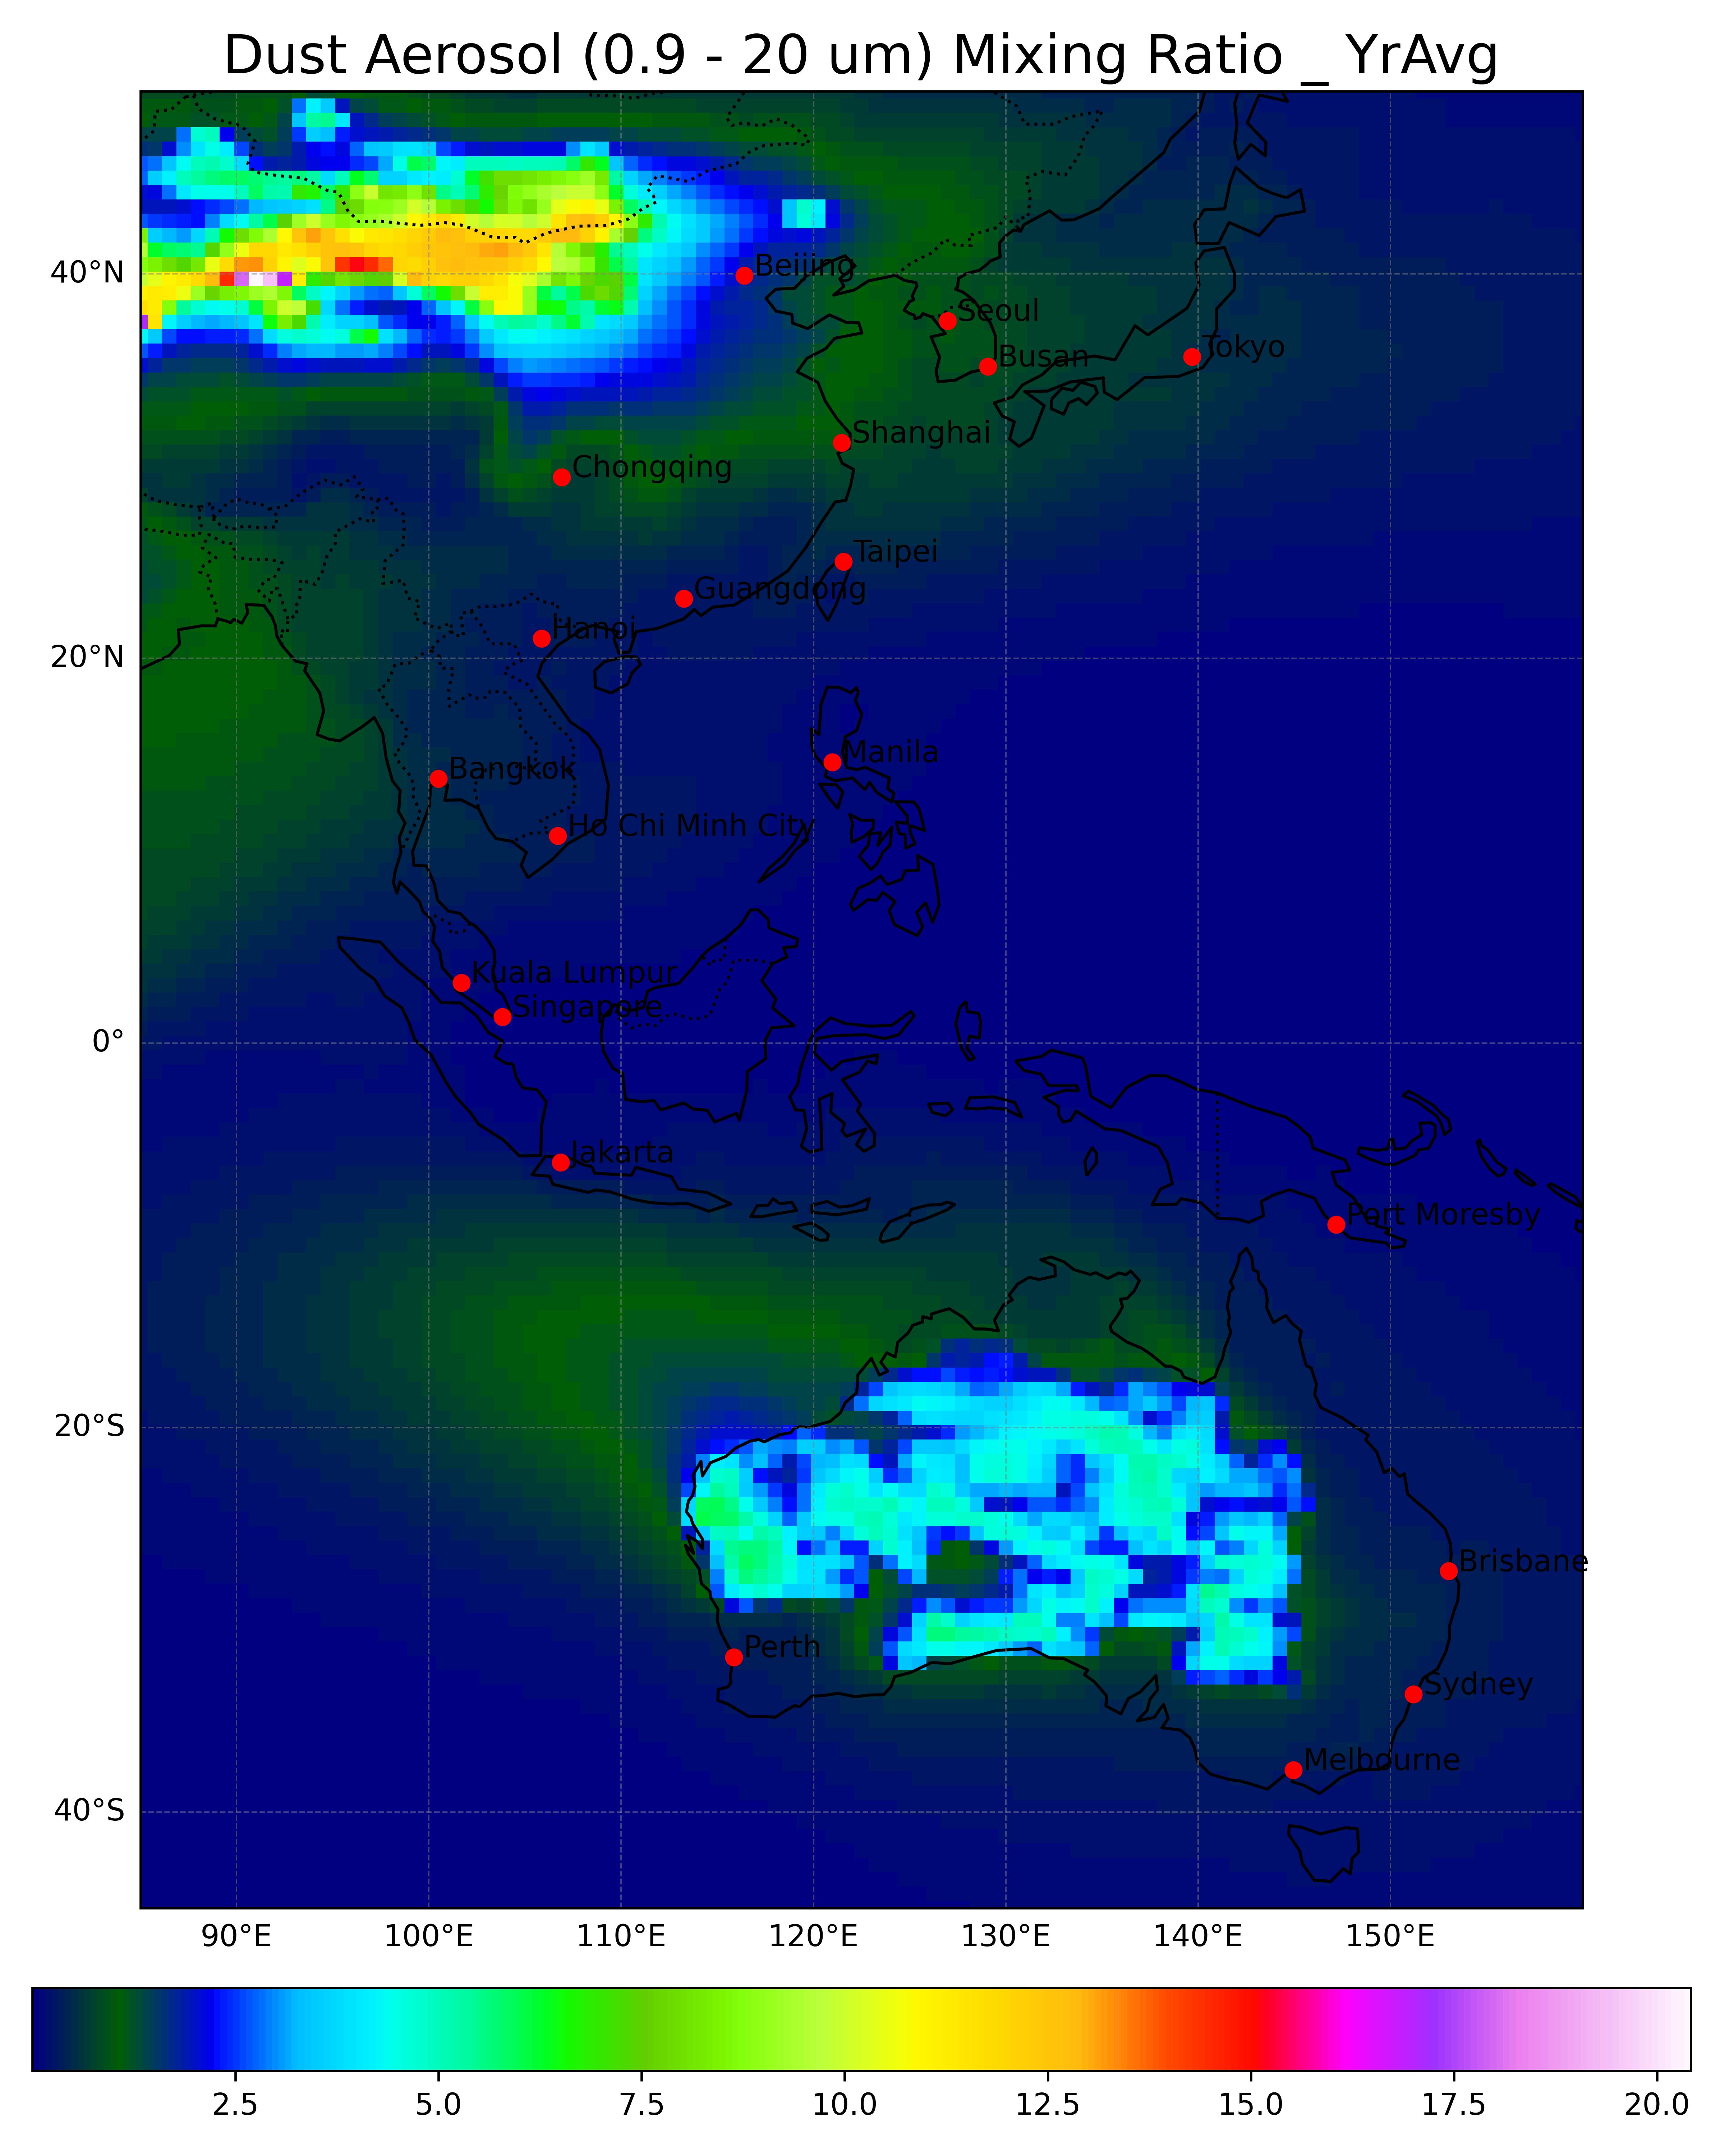 Dust Aerosol (0.9 - 20 um) Mixing Ratio _ YrAvg
40°N
Beijing
Seoul
Tokyo
Busan
Shanghai
Chongqing
Taipei
Guangdong
Hanoi
20°N
Manila
Bangkok
Ho Chi Minh City
Kuala Lumpur
Singapore
0°
Jakarta
Port Moresby
20°S
Brisbane
Perth
Sydney
Melbourne
40°S
90°E 100°E 110°E 120°E 130°E 140°E 150°E
2.5 5.0 7.5 10.0 12.5 15.0 17.5 20.0